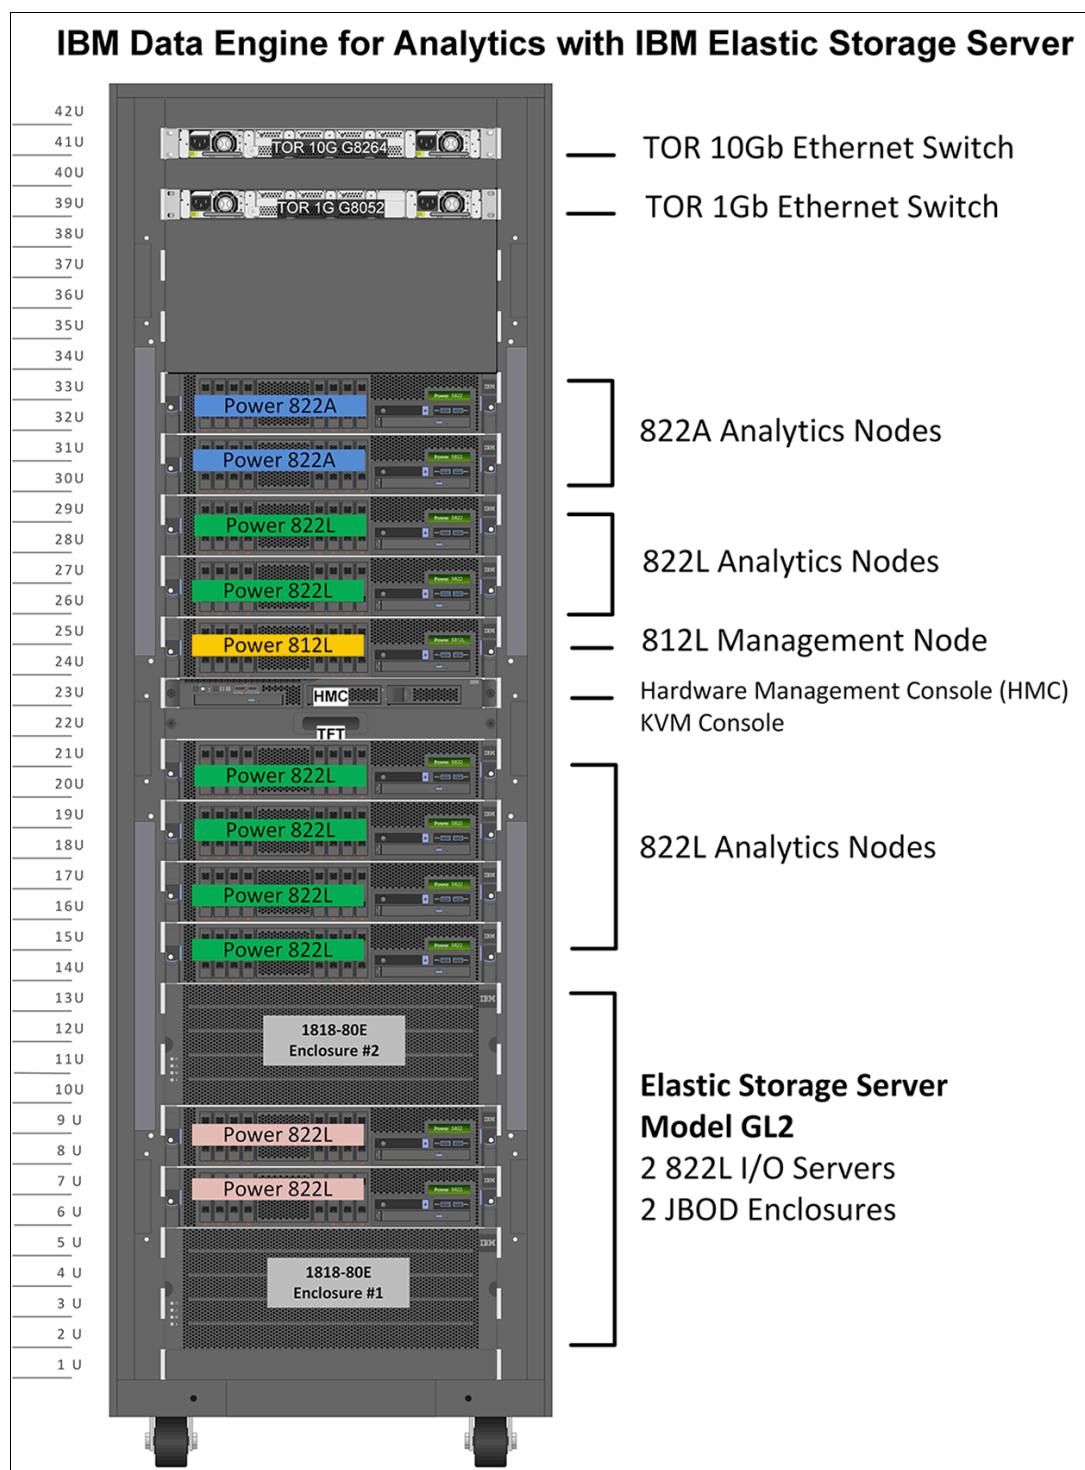 IBM Data Engine for Analytics with IBM Elastic Storage Server
42U
41U
TOR 10G G8264
TOR 10Gb Ethernet Switch
40U
39U
TOR 1G G8052
TOR 1Gb Ethernet Switch
38U
37U
36U
35U
34U
33U
32U
Power 822A
822A Analytics Nodes
31U
30U
Power 822A
29U
28U
Power 822L
822L Analytics Nodes
27U
26U
Power 822L
25U
24U
Power 812L
812L Management Node
23U
HMC
Hardware Management Console (HMC)
KVM Console
22U
TFT
21U
20U
Power 822L
19U
18U
Power 822L
822L Analytics Nodes
17U
16U
Power 822L
15U
14U
Power 822L
13U
IBM
12U
11U
10U
1818-80E
Enclosure #2
9 U
8 U
Power 822L
7 U
6 U
Power 822L
Elastic Storage Server
Model GL2
2 822L I/O Servers
2 JBOD Enclosures
5 U
IBM
4 U
3 U
2 U
1818-80E
Enclosure #1
1 U